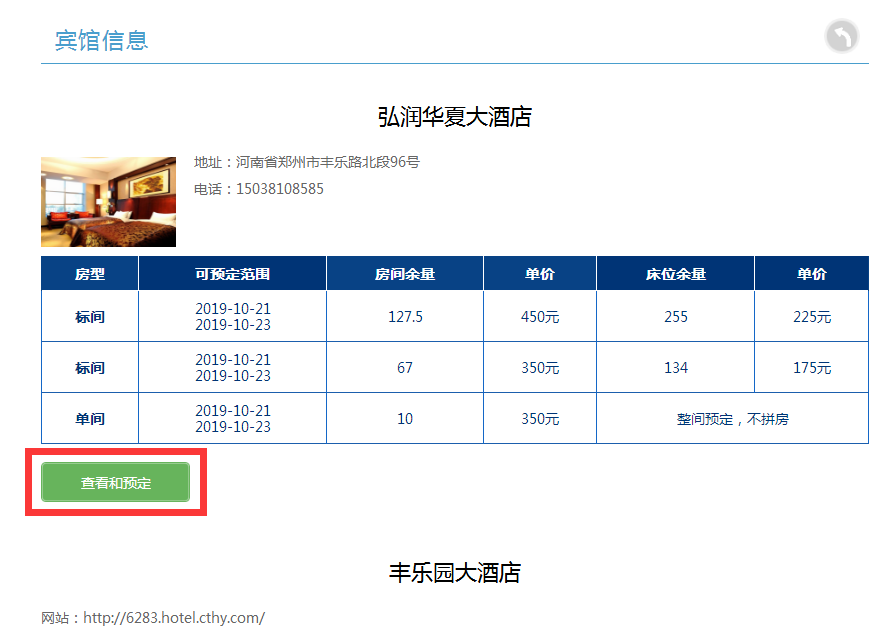 宾馆信息
弘润华夏大酒店
地址：河南省郑州市丰乐路北段96号
电话：15038108585
房型 可预定范围 房间余量 单价 床位余量 单价
标间 2019-10-21 2019-10-23 127.5 450元 255 225元
标间 2019-10-21 2019-10-23 67 350元 134 175元
单间 2019-10-21 2019-10-23 10 350元 整间预定，不拼房
查看和预定
丰乐园大酒店
网站：http://6283.hotel.cthy.com/